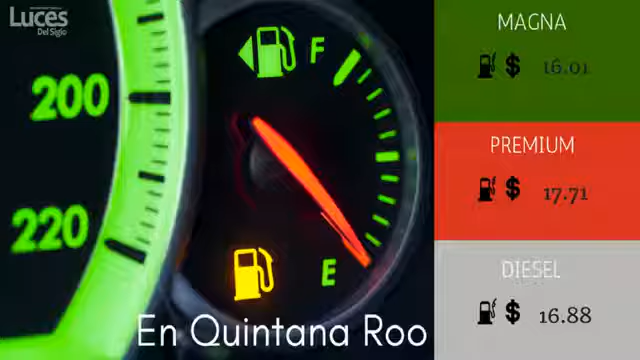 Luces
Del Siglo
200
220
F
E
En Quintana Roo
MAGNA
$ 16.01
PREMIUM
$ 17.71
DIESEL
$ 16.88